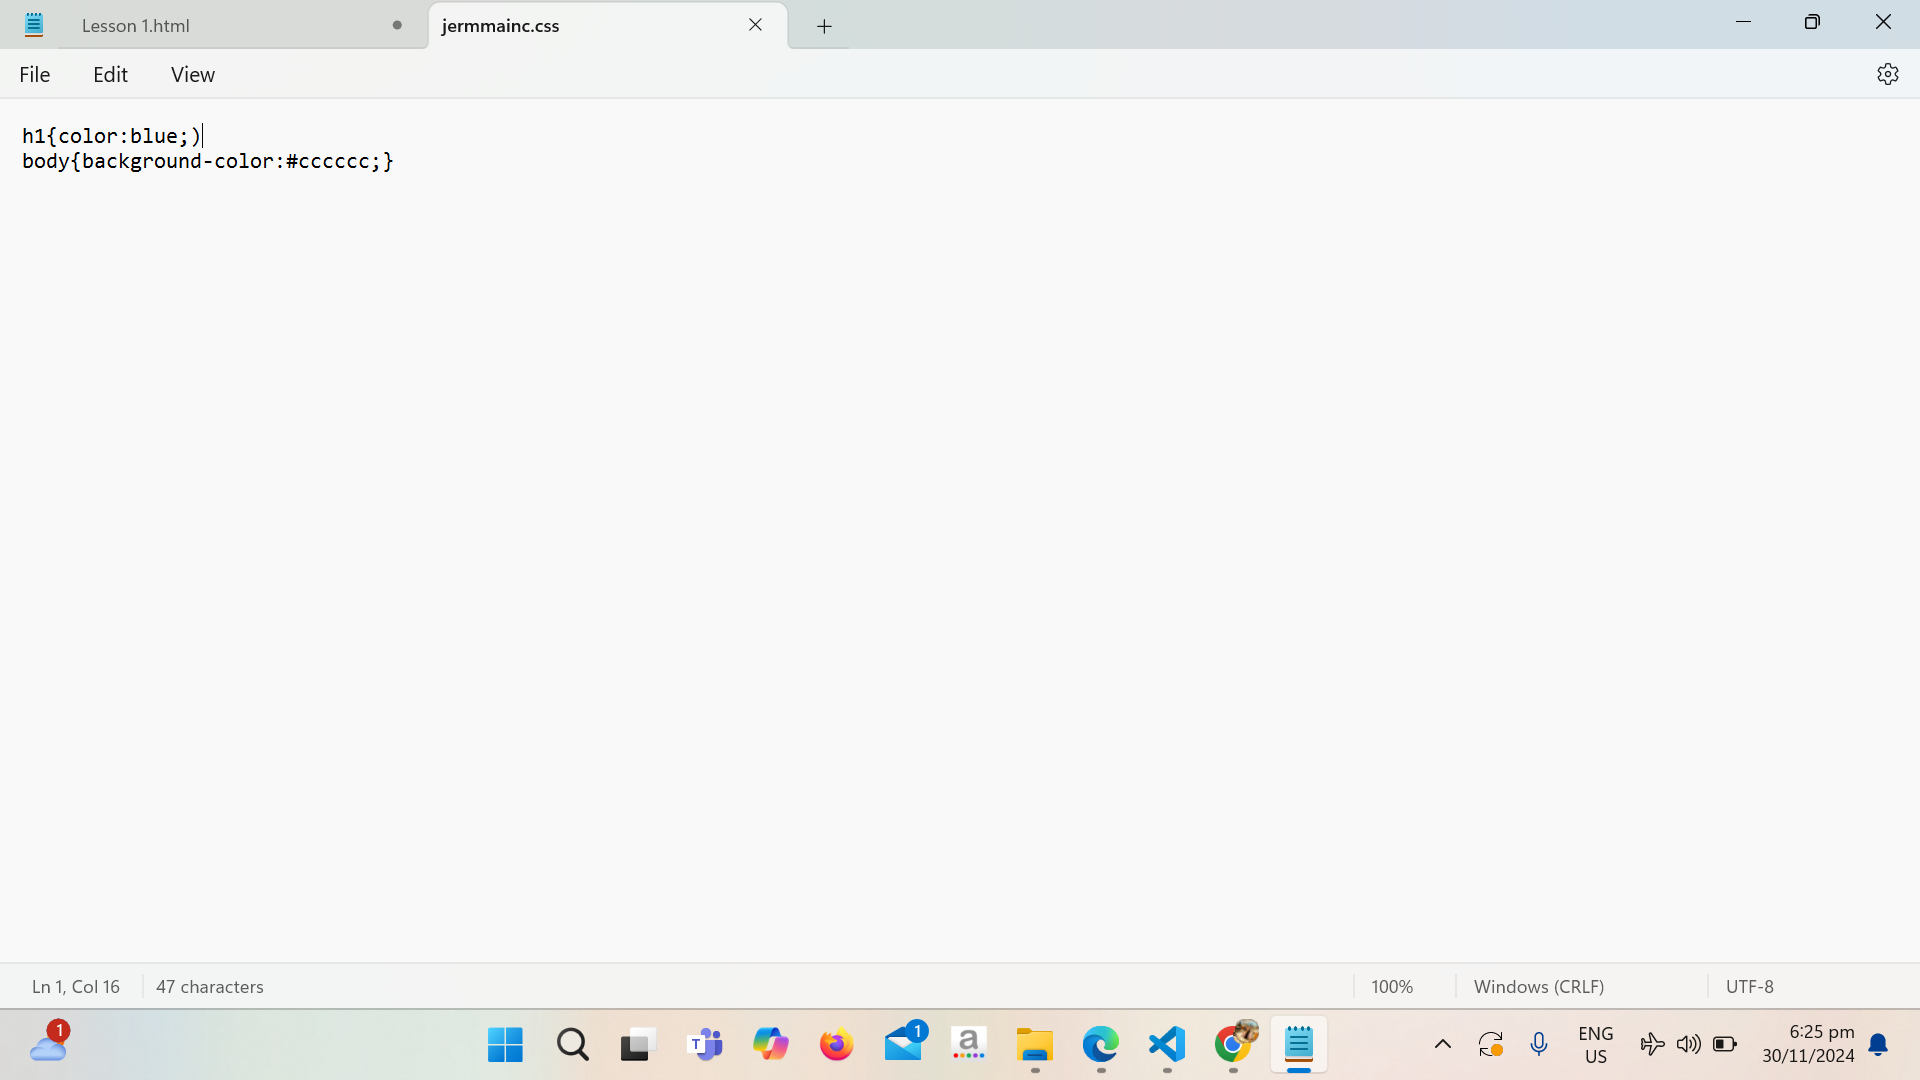 Lesson 1.html
jermmainc.css
File Edit View
h1{color:blue;)
body{background-color:#cccccc;}
Ln 1, Col 16 47 characters 100% Windows (CRLF) UTF-8
1
T
1
a
ENG
US
6:25 pm
30/11/2024